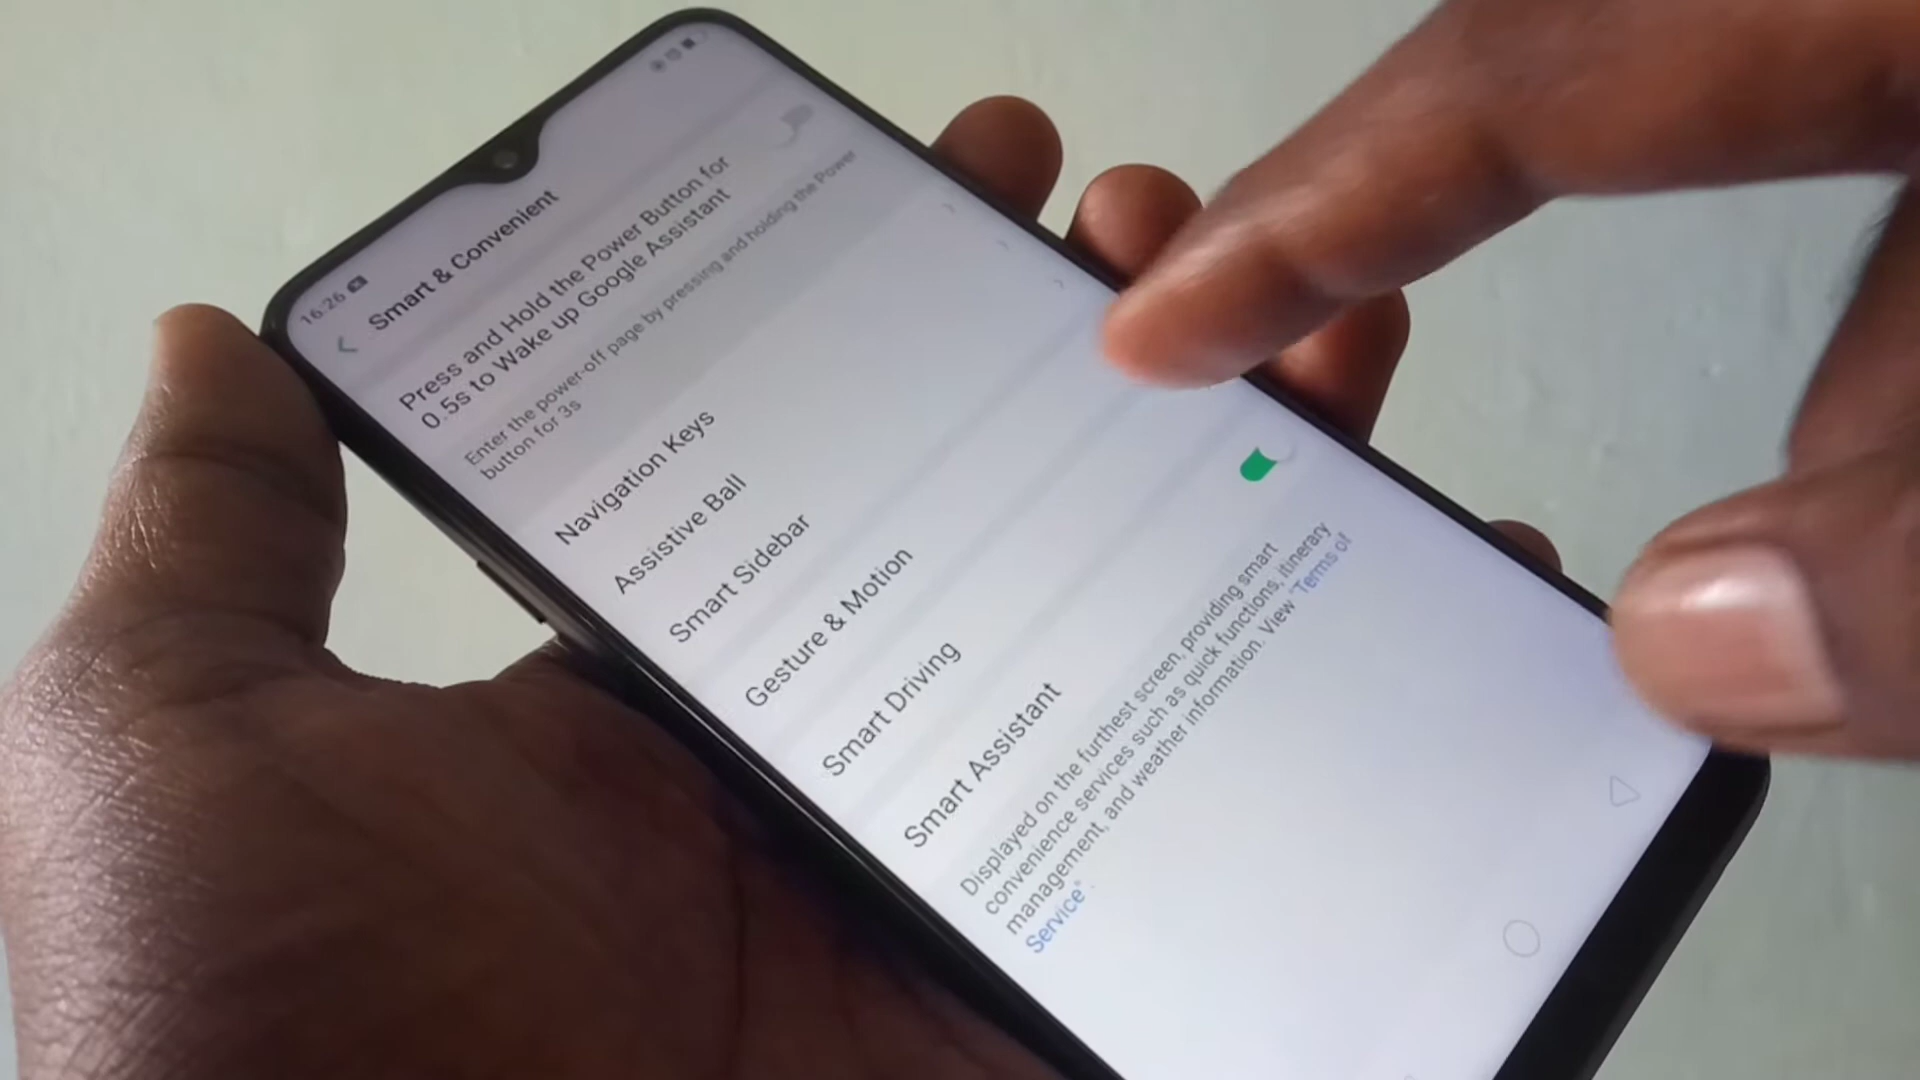 16:26
Smart & Convenient
Press and Hold the Power Button for
0.5s to Wake up Google Assistant
Enter the power-off page by pressing and holding the Power
button for 3s
Navigation Keys
Assistive Ball
Smart Sidebar
Gesture & Motion
Smart Driving
Smart Assistant
Displayed on the furthest screen, providing smart
convenience services such as quick functions, itinerary
management, and weather information. View "Terms of
Service".